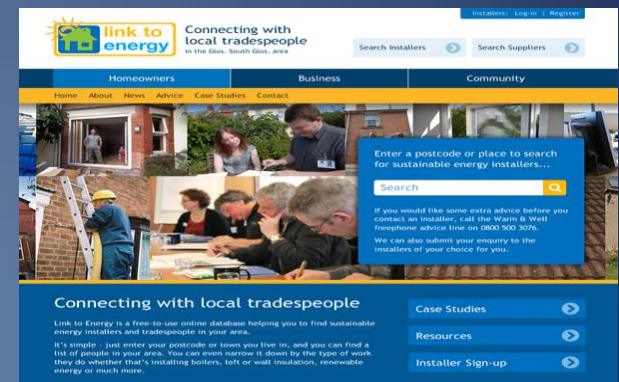 Installers: Log-in | Register
link to
energy
Connecting with
local tradespeople
in the Glos. South Glos. area
Search Installers
Search Suppliers
Homeowners
Business
Community
Home About News Advice Case Studies Contact
Enter a postcode or place to search
for sustainable energy installers...
Search
If you would like some extra advice before you
contact an installer, call the Warm & Well
freephone advice line on 0800 500 3076.
We can also submit your enquiry to the
installers of your choice for you.
Connecting with local tradespeople
Link to Energy is a free-to-use online database helping you to find sustainable
energy installers and tradespeople in your area.
It's simple - just enter your postcode or town you live in, and you can find a
list of people in your area. You can even narrow it down by the type of work
they do whether that's installing boilers, loft or wall insulation, renewable
energy or much more.
Case Studies
Resources
Installer Sign-up